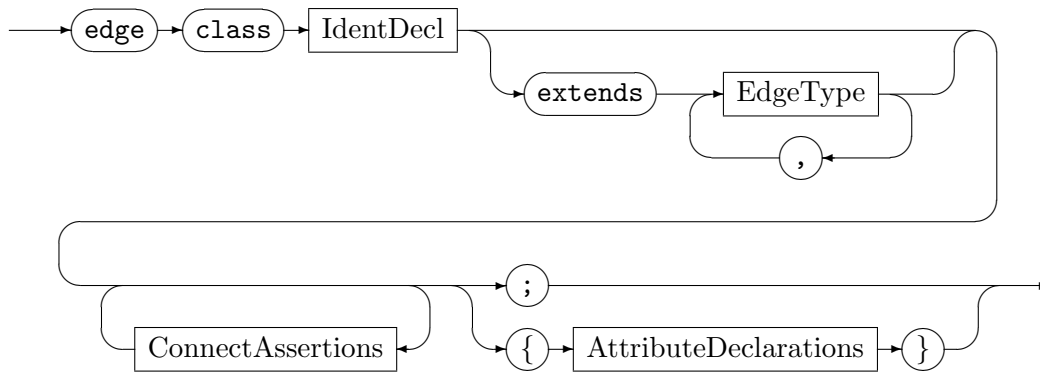 edge class IdentDecl
extends EdgeType
,
;
ConnectAssertions { AttributeDeclarations }